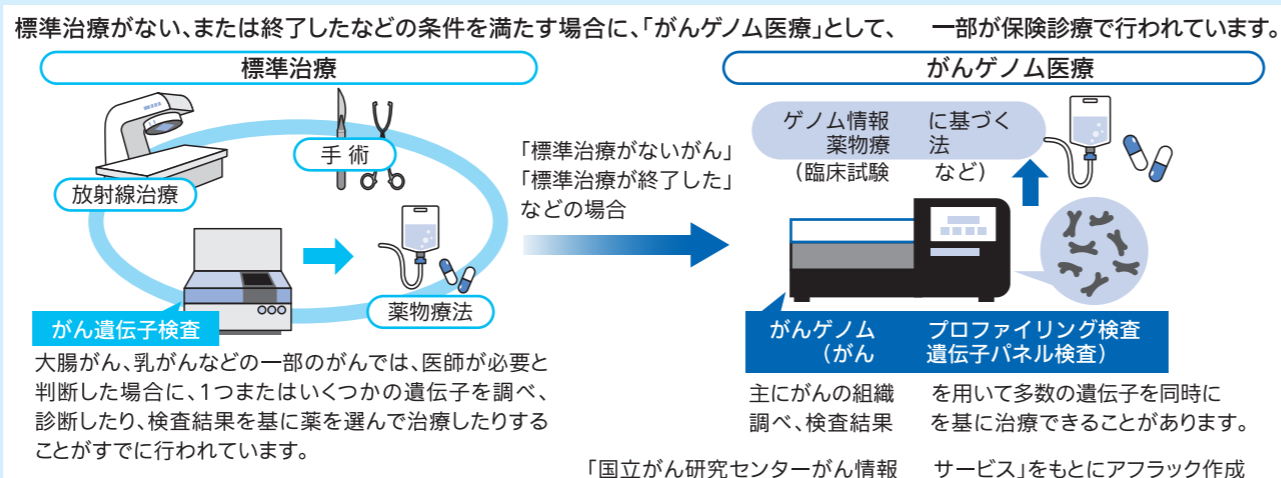 標準治療がない、または終了したなどの条件を満たす場合に、「がんゲノム医療」として、 一部が保険診療で行われています。
標準治療
放射線治療
手術
がん遺伝子検査
薬物療法
大腸がん、乳がんなどの一部のがんでは、医師が必要と
判断した場合に、1つまたはいくつかの遺伝子を調べ、
診断したり、検査結果を基に薬を選んで治療したりする
ことがすでに行われています。
「標準治療がないがん」
「標準治療が終了した」
などの場合
がんゲノム医療
ゲノム情報 に基づく
薬物療 法
(臨床試験 など)
がんゲノム プロファイリング検査
(がん 遺伝子パネル検査)
主にがんの組織 を用いて多数の遺伝子を同時に
調べ、検査結果 を基に治療できることがあります。
「国立がん研究センターがん情報 サービス」をもとにアフラック作成